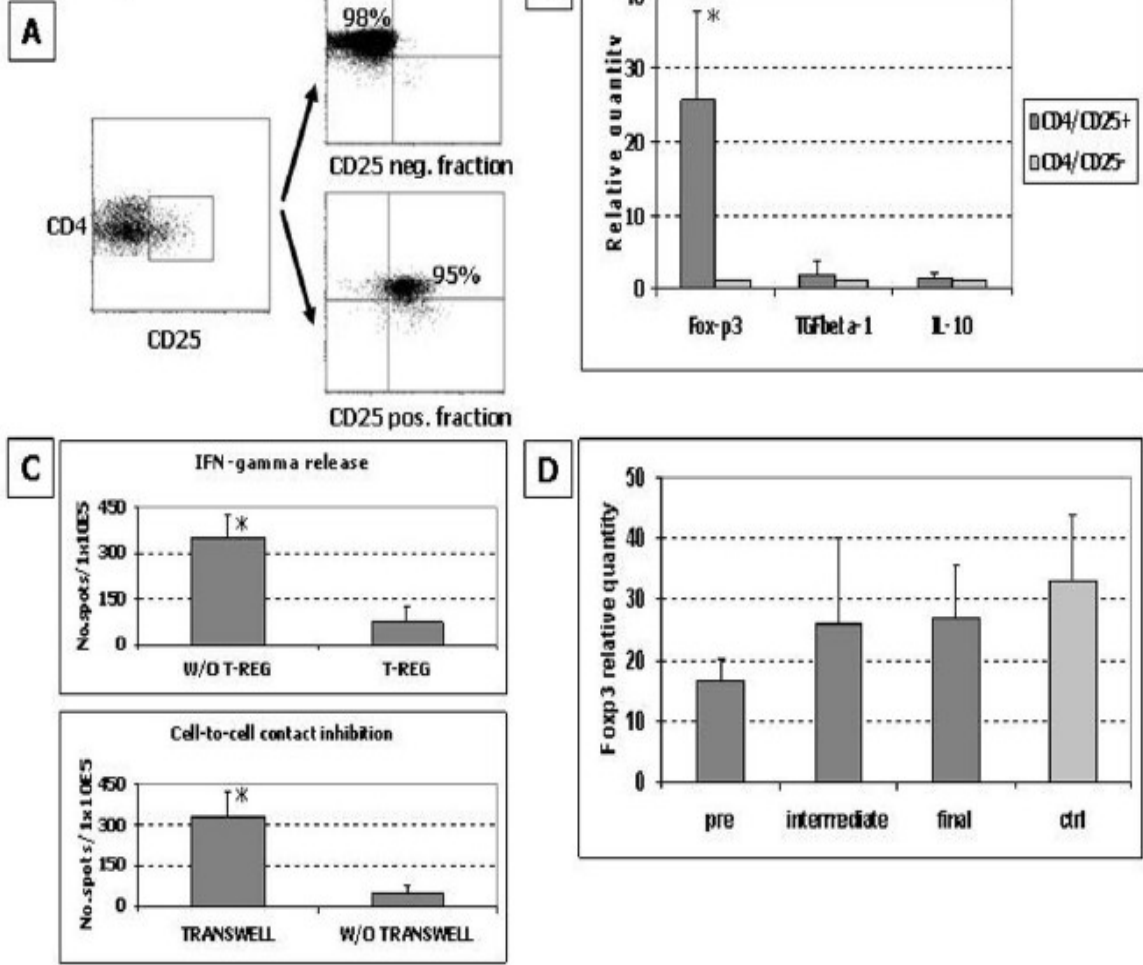 A
98%
CD25 neg. fraction
CD4
CD25
95%
CD25 pos. fraction
Relative quantity
30
20
10
0
Fox-p3
TGFbeta-1
IL-10
CD4/CD25+
CD4/CD25-
*
C
IFN-gamma release
No.spots/1x10E5
450
300
150
0
*
W/O T-REG
T-REG
Cell-to-cell contact inhibition
No.spots/1x10E5
450
300
150
0
*
TRANSWELL
W/O TRANSWELL
D
Foxp3 relative quantity
50
40
30
20
10
0
pre
intermediate
final
ctrl